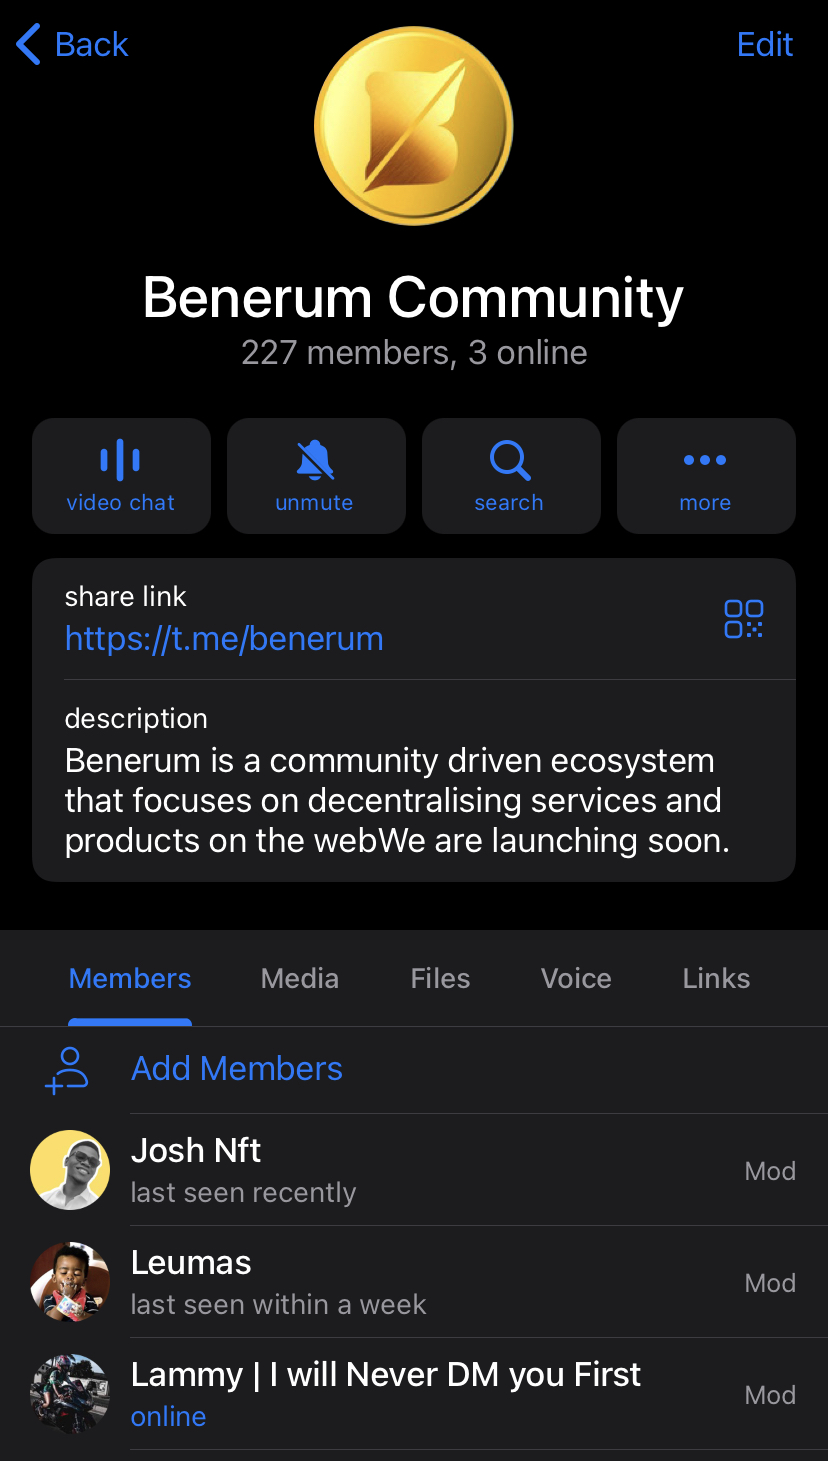 Back
Edit
Benerum Community
227 members, 3 online
video chat
unmute
search
more
share link
https://t.me/benerum
description
Benerum is a community driven ecosystem
that focuses on decentralising services and
products on the webWe are launching soon.
Members
Media
Files
Voice
Links
Add Members
Josh Nft
last seen recently
Mod
Leumas
last seen within a week
Mod
Lammy | I will Never DM you First
online
Mod